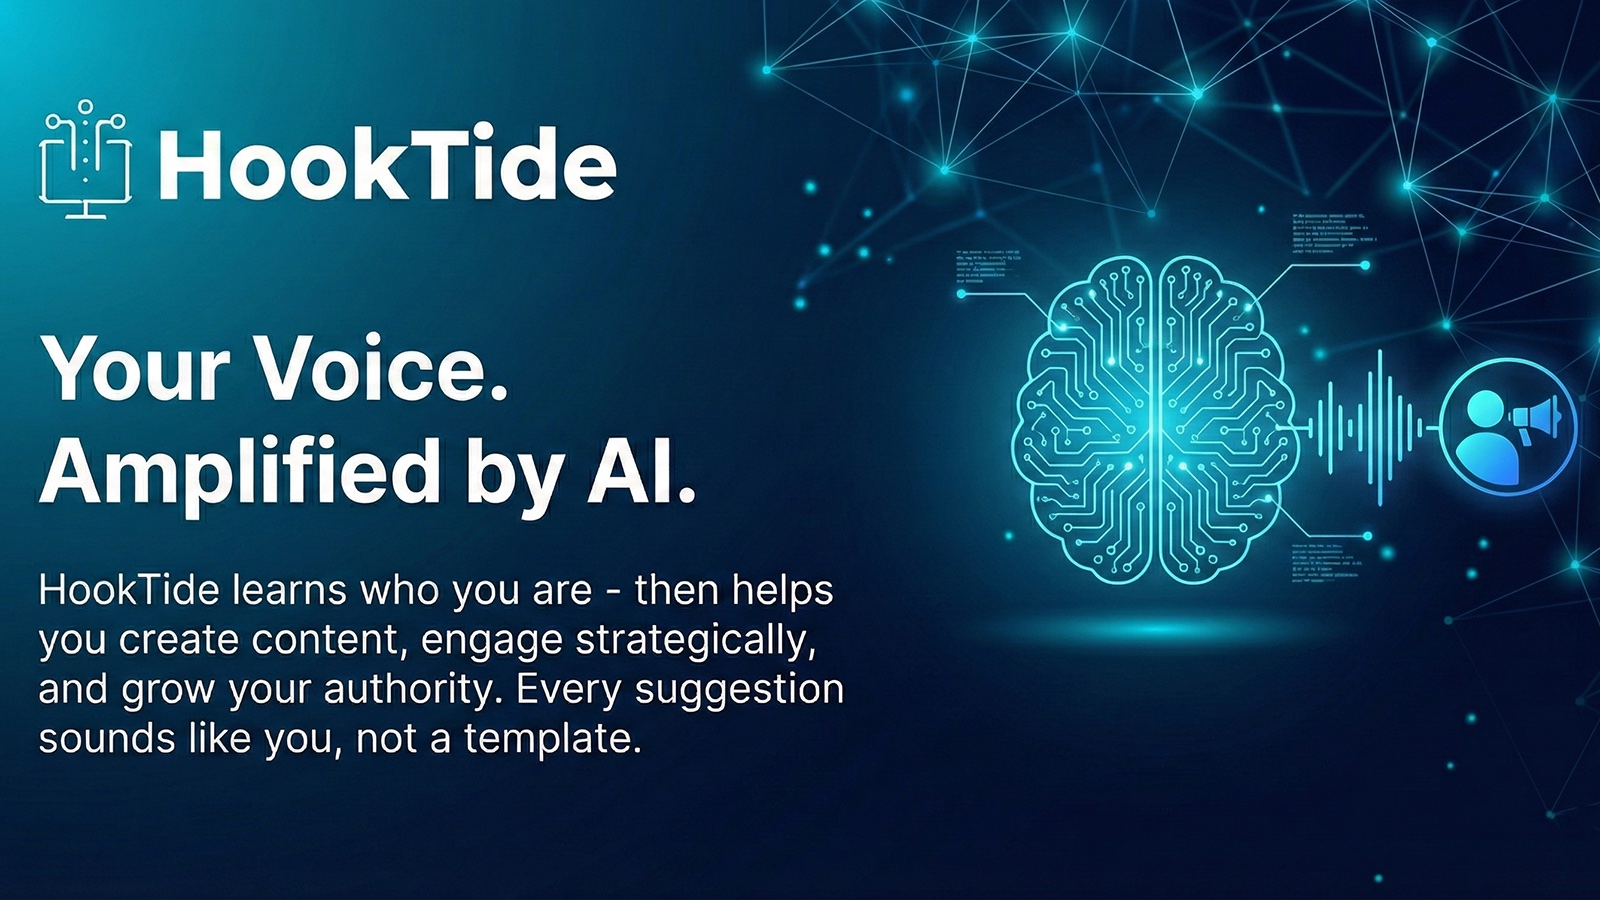 HookTide
Your Voice.
Amplified by AI.
HookTide learns who you are - then helps
you create content, engage strategically,
and grow your authority. Every suggestion
sounds like you, not a template.